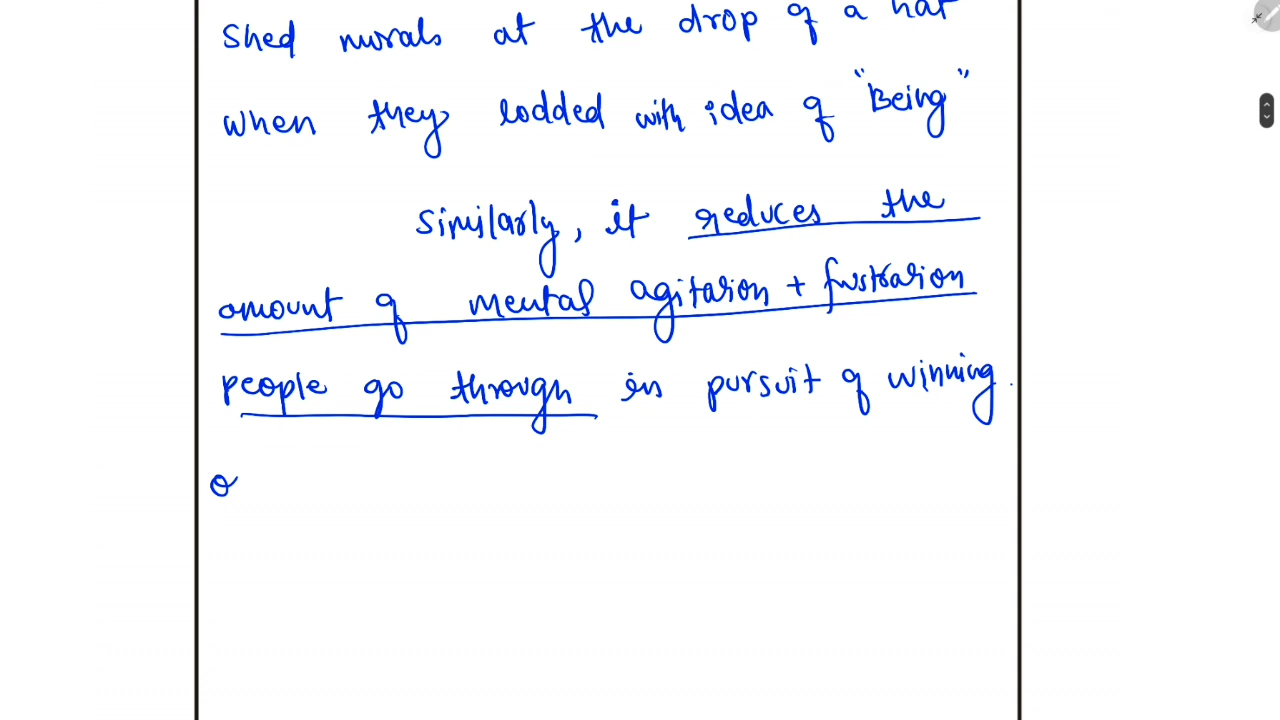 shed morals at the drop of a hat
when they lodded with idea of "Being"
Similarly, it reduces the
amount of mental agitation + fustration
people go through in pursuit of winning.
o